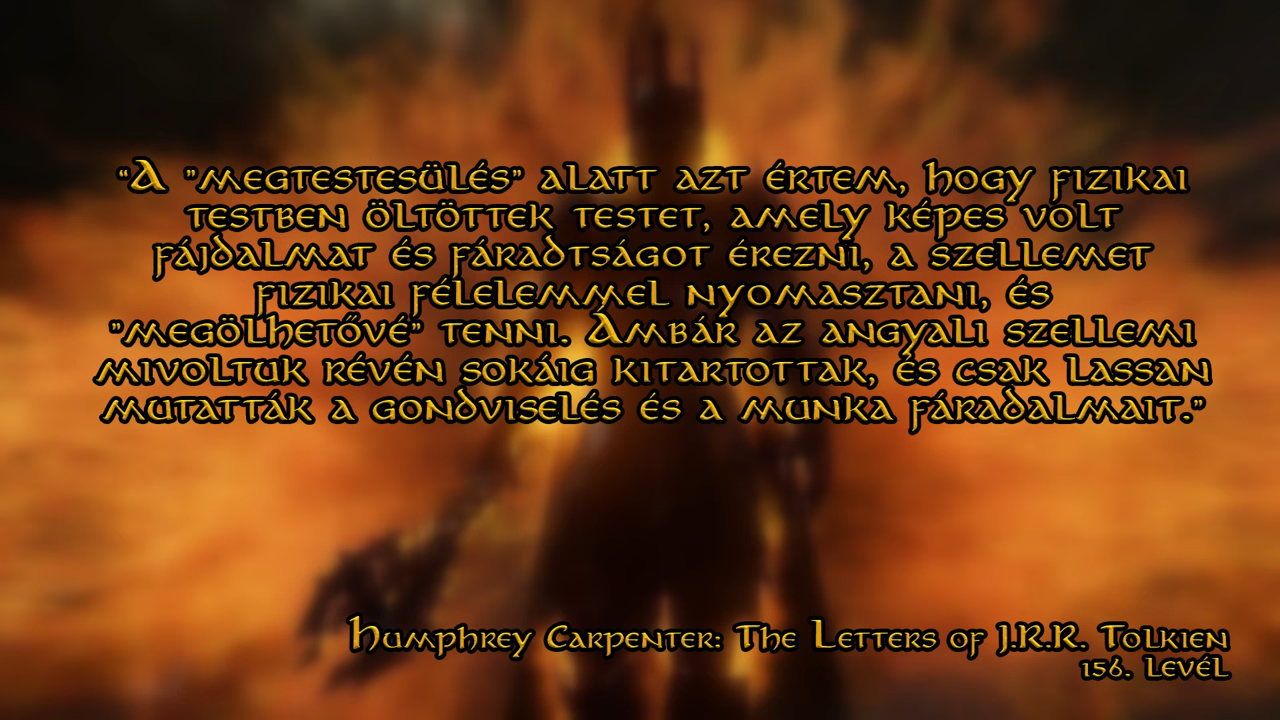 "A "megtestesülés" alatt azt értem, hogy fizikai
testben öltöttek testet, amely képes volt
fájdalmat és fáradtságot érezni, a szellemet
fizikai félelemmel nyomasztani, és
"megölhetővé" tenni. Ambár az angyali szellemi
mivoltuk révén sokáig kitartottak, és csak lassan
mutatták a gondviselés és a munka fáradalmait."
Humphrey Carpenter: The Letters of J.R.R. Tolkien
156. levél